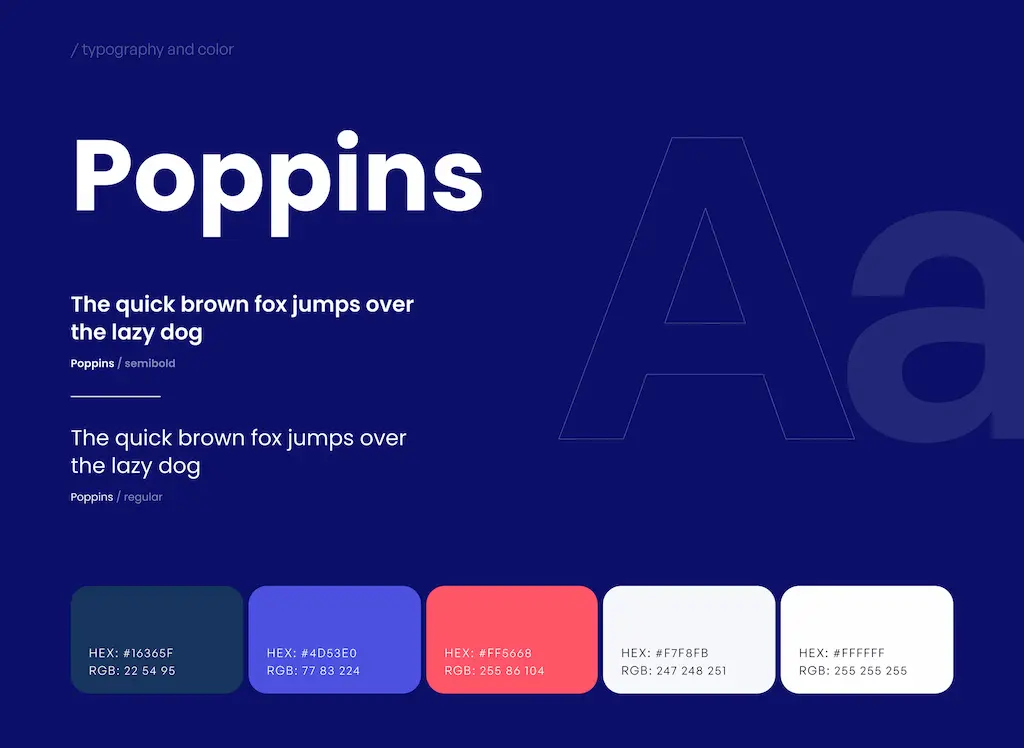 / typography and color
Poppins
Aa
The quick brown fox jumps over
the lazy dog
Poppins / semibold
The quick brown fox jumps over
the lazy dog
Poppins / regular
HEX: #16365F
RGB: 22 54 95
HEX: #4D53E0
RGB: 77 83 224
HEX: #FF5668
RGB: 255 86 104
HEX: #F7F8FB
RGB: 247 248 251
HEX: #FFFFFF
RGB: 255 255 255